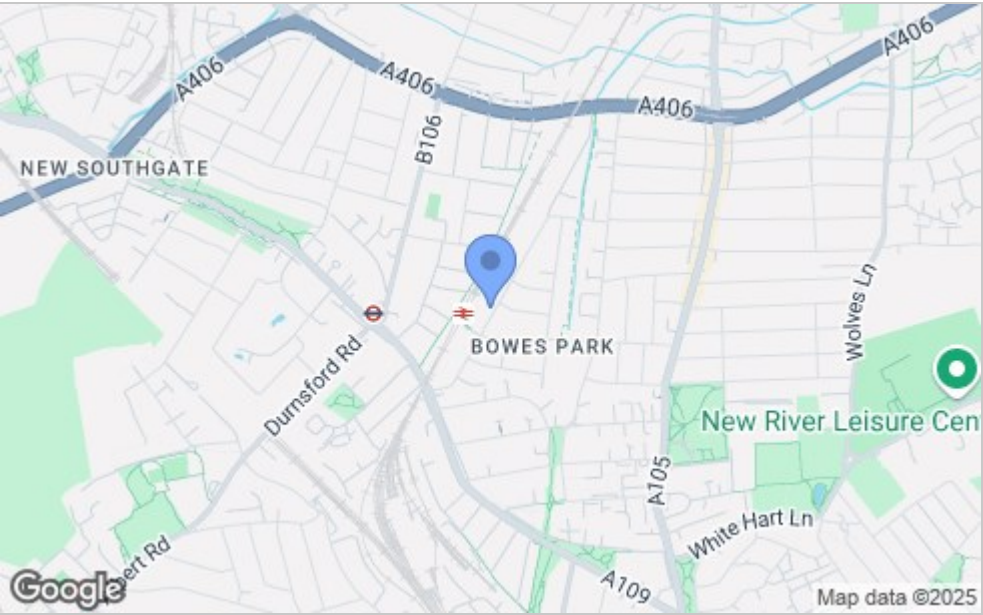 A406
A406
A406
A406
B106
NEW SOUTHGATE
Wolves Ln
BOWES PARK
Durnsford Rd
New River Leisure Cen
A105
White Hart Ln
A109
Rd
Google
Map data ©2025